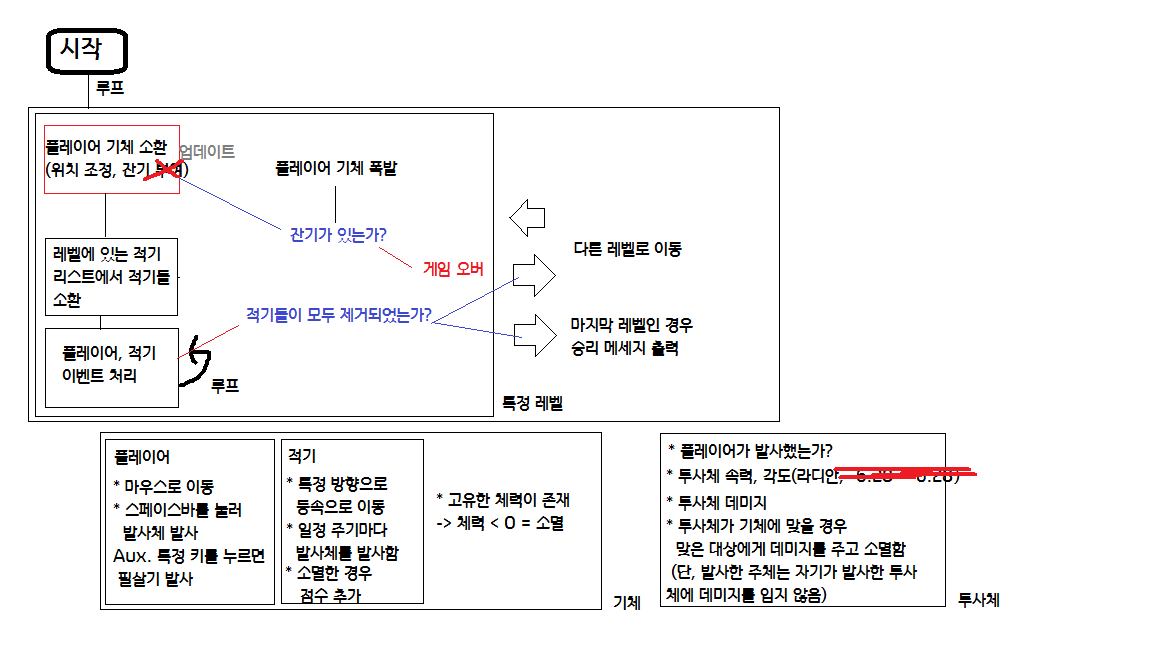 시작
루프
플레이어 기체 소환
(위치 조정, 잔기
업데이트
플레이어 기체 폭발
잔기가 있는가?
게임 오버
레벨에 있는 적기
리스트에서 적기들
소환
적기들이 모두 제거되었는가?
플레이어, 적기
이벤트 처리
루프
다른 레벨로 이동
마지막 레벨인 경우
승리 메세지 출력
특정 레벨
플레이어
* 마우스로 이동
* 스페이스바를 눌러
발사체 발사
Aux. 특정 키를 누르면
필살기 발사
적기
* 특정 방향으로
등속으로 이동
* 일정 주기마다
발사체를 발사함
* 소멸한 경우
점수 추가
* 고유한 체력이 존재
-> 체력 < 0 = 소멸
기체
* 플레이어가 발사했는가?
* 투사체 속력, 각도(라디안,
* 투사체 데미지
* 투사체가 기체에 맞을 경우
맞은 대상에게 데미지를 주고 소멸함
(단, 발사한 주체는 자기가 발사한 투사
체에 데미지를 입지 않음)
투사체